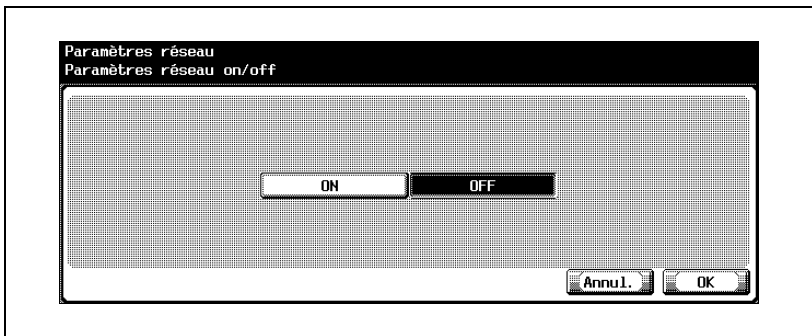 Paramètres réseau
Paramètres réseau on/off
ON OFF
Annul. OK